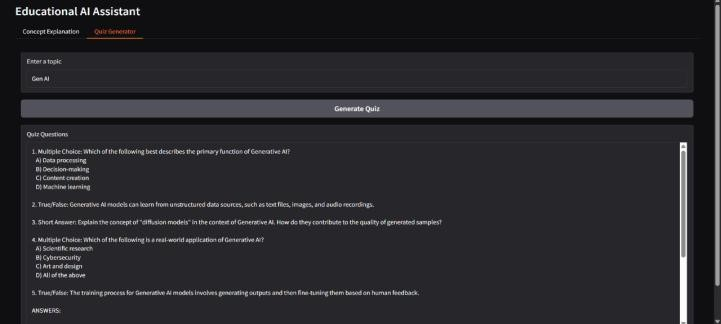 Educational AI Assistant
Concept Explanation Quiz Generator
Enter a topic
Gen AI
Generate Quiz
Quiz Questions
1. Multiple Choice: Which of the following best describes the primary function of Generative AI?
A) Data processing
B) Decision-making
C) Content creation
D) Machine learning
2. True/False: Generative AI models can learn from unstructured data sources, such as text files, images, and audio recordings.
3. Short Answer: Explain the concept of "diffusion models" in the context of Generative AI. How do they contribute to the quality of generated samples?
4. Multiple Choice: Which of the following is a real-world application of Generative AI?
A) Scientific research
B) Cybersecurity
C) Art and design
D) All of the above
5. True/False: The training process for Generative AI models involves generating outputs and then fine-tuning them based on human feedback.
ANSWERS: